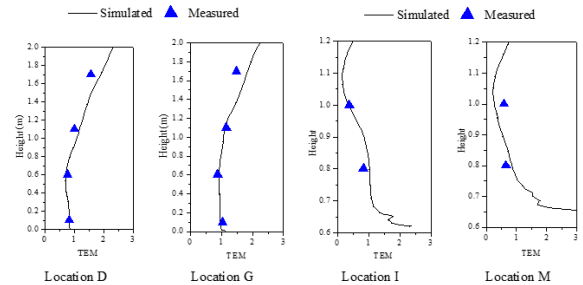 Simulated Measured
Simulated Measured
2.0
1.8
1.6
1.4
1.2
1.0
0.8
0.6
0.4
0.2
0.0
Height(m)
0 1 2 3
TEM
Location D
2.0
1.8
1.6
1.4
1.2
1.0
0.8
0.6
0.4
0.2
0.0
Height(m)
0 1 2 3
TEM
Location G
1.2
1.1
1.0
0.9
0.8
0.7
0.6
Height
0 1 2 3
TEM
Location I
1.2
1.1
1.0
0.9
0.8
0.7
0.6
Height
0 1 2 3
TEM
Location M